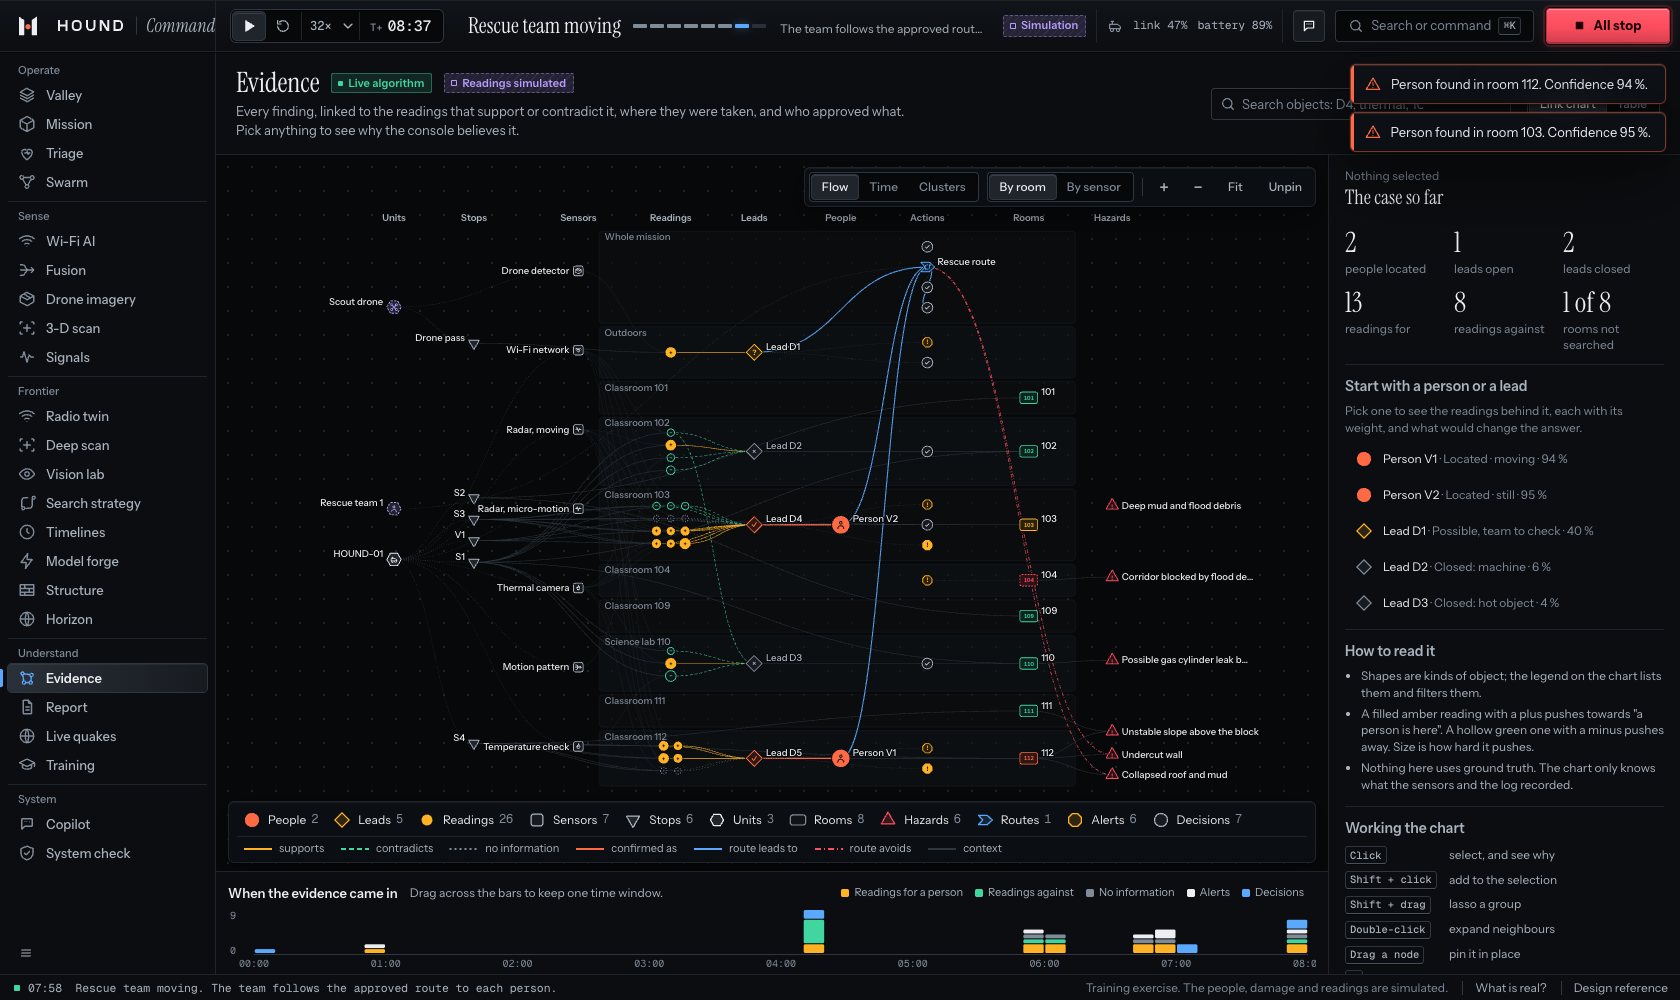 HOUND Command
32×
T+ 08:37
Rescue team moving
The team follows the approved rout…
Simulation
link 47% battery 89%
Search or command ⌘K
All stop
Operate
Valley
Mission
Triage
Swarm
Sense
Wi-Fi AI
Fusion
Drone imagery
3-D scan
Signals
Frontier
Radio twin
Deep scan
Vision lab
Search strategy
Timelines
Model forge
Structure
Horizon
Understand
Evidence
Report
Live quakes
Training
System
Copilot
System check
Evidence
Live algorithm
Readings simulated
Every finding, linked to the readings that support or contradict it, where they were taken, and who approved what.
Pick anything to see why the console believes it.
Search objects: D4, thermal, 1c
Link chart Table
Person found in room 112. Confidence 94 %.
Person found in room 103. Confidence 95 %.
Flow Time Clusters
By room By sensor
+ − Fit Unpin
Units Stops Sensors Readings Leads People Actions Rooms Hazards
Whole mission
Rescue route
Drone detector
Scout drone
Outdoors
Drone pass
Wi-Fi network
Lead D1
Classroom 101
101
101
Classroom 102
Radar, moving
Lead D2
102
102
Classroom 103
S2
Rescue team 1
Radar, micro-motion
S3
Lead D4
Person V2
103
103
Deep mud and flood debris
V1
HOUND-01
S1
Classroom 104
104
104
Corridor blocked by flood de…
Thermal camera
Classroom 109
109
109
Science lab 110
Motion pattern
Lead D3
110
110
Possible gas cylinder leak b…
Classroom 111
111
111
Unstable slope above the block
S4
Temperature check
Classroom 112
Lead D5
Person V1
112
112
Undercut wall
Collapsed roof and mud
People 2
Leads 5
Readings 26
Sensors 7
Stops 6
Units 3
Rooms 8
Hazards 6
Routes 1
Alerts 6
Decisions 7
supports
contradicts
no information
confirmed as
route leads to
route avoids
context
When the evidence came in
Drag across the bars to keep one time window.
Readings for a person
Readings against
No information
Alerts
Decisions
9
0
00:00 01:00 02:00 03:00 04:00 05:00 06:00 07:00 08:0
Nothing selected
The case so far
2
people located
1
leads open
2
leads closed
13
readings for
8
readings against
1 of 8
rooms not
searched
Start with a person or a lead
Pick one to see the readings behind it, each with its
weight, and what would change the answer.
Person V1 · Located · moving · 94 %
Person V2 · Located · still · 95 %
Lead D1 · Possible, team to check · 40 %
Lead D2 · Closed: machine · 6 %
Lead D3 · Closed: hot object · 4 %
How to read it
• Shapes are kinds of object; the legend on the chart lists
them and filters them.
• A filled amber reading with a plus pushes towards "a
person is here". A hollow green one with a minus pushes
away. Size is how hard it pushes.
• Nothing here uses ground truth. The chart only knows
what the sensors and the log recorded.
Working the chart
Click select, and see why
Shift + click add to the selection
Shift + drag lasso a group
Double-click expand neighbours
Drag a node pin it in place
07:58 Rescue team moving. The team follows the approved route to each person.
Training exercise. The people, damage and readings are simulated.
What is real?
Design reference